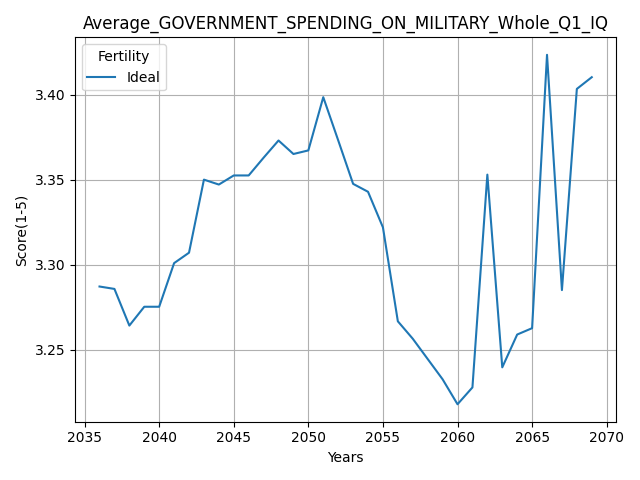 Average_GOVERNMENT_SPENDING_ON_MILITARY_Whole_Q1_IQ
Fertility
Ideal
3.40
3.35
3.30
3.25
Score(1-5)
2035 2040 2045 2050 2055 2060 2065 2070
Years